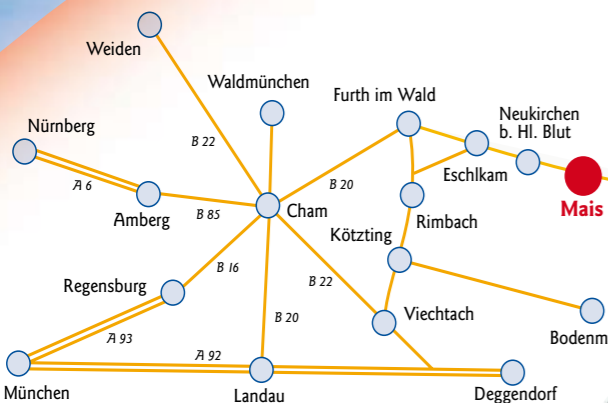 Weiden
Waldmünchen
Furth im Wald
Neukirchen
b. Hl. Blut
Nürnberg
B 22
A 6
B 20
Eschlkam
Mais
Amberg
B 85
Cham
Rimbach
Kötzting
Regensburg
B 16
B 22
B 20
Viechtach
A 93
Bodenm
A 92
München
Landau
Deggendorf